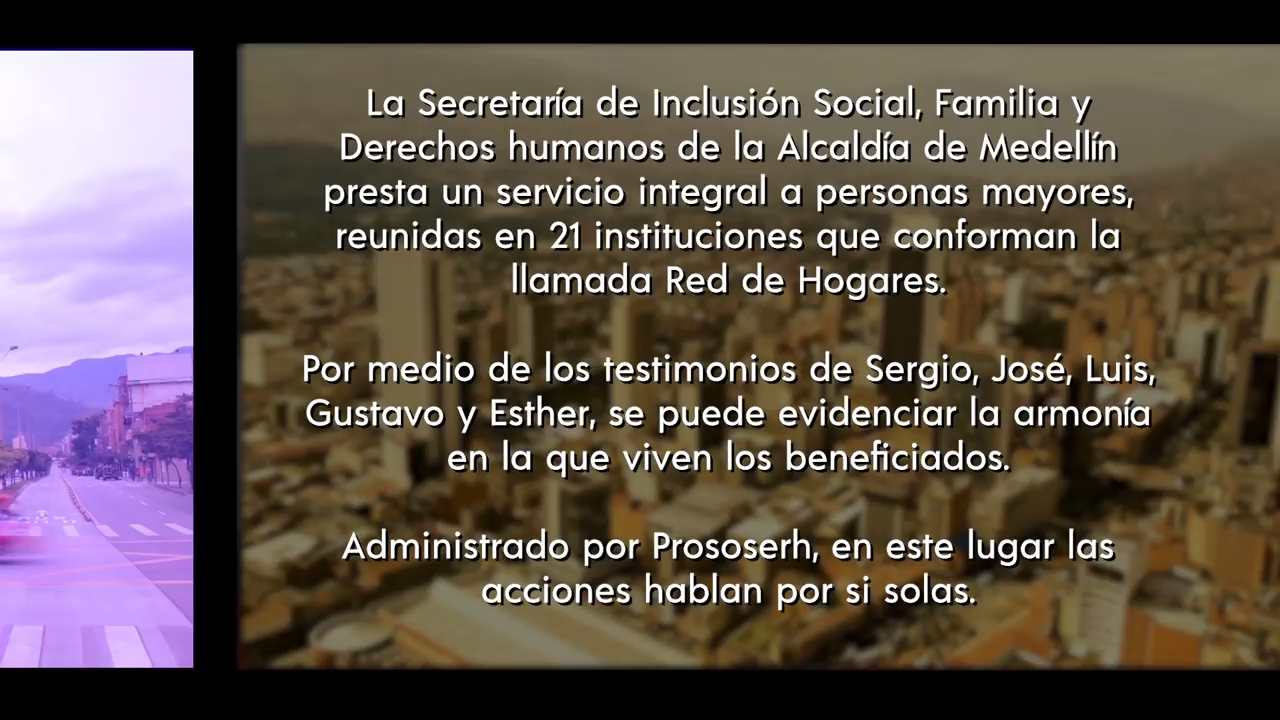 La Secretaría de Inclusión Social, Familia y
Derechos humanos de la Alcaldía de Medellín
presta un servicio integral a personas mayores,
reunidas en 21 instituciones que conforman la
llamada Red de Hogares.
Por medio de los testimonios de Sergio, José, Luis,
Gustavo y Esther, se puede evidenciar la armonía
en la que viven los beneficiados.
Administrado por Prososerh, en este lugar las
acciones hablan por si solas.